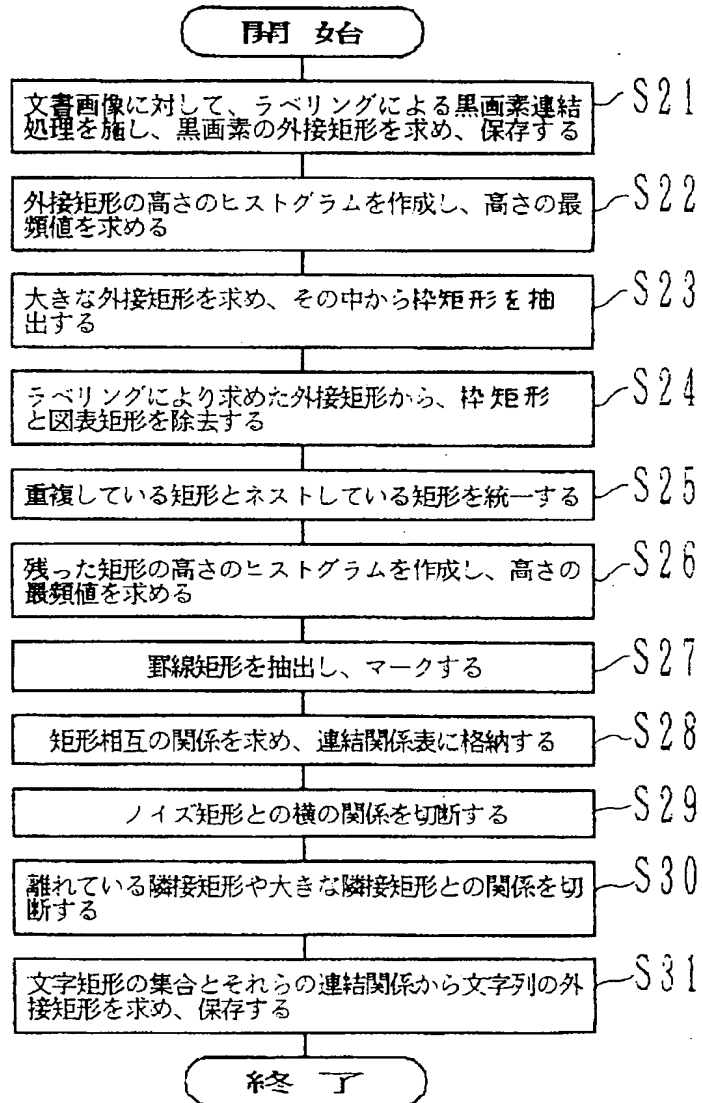 開始
文書画像に対して、ラベリングによる黒画素連結
処理を施し、黒画素の外接矩形を求め、保存する
S21
外接矩形の高さのヒストグラムを作成し、高さの最
頻値を求める
S22
大きな外接矩形を求め、その中から枠矩形を抽
出する
S23
ラベリングにより求めた外接矩形から、枠矩形
と図表矩形を除去する
S24
重複している矩形とネストしている矩形を統一する
S25
残った矩形の高さのヒストグラムを作成し、高さの
最頻値を求める
S26
罫線矩形を抽出し、マークする
S27
矩形相互の関係を求め、連結関係表に格納する
S28
ノイズ矩形との横の関係を切断する
S29
離れている隣接矩形や大きな隣接矩形との関係を切
断する
S30
文字矩形の集合とそれらの連結関係から文字列の外
接矩形を求め、保存する
S31
終了